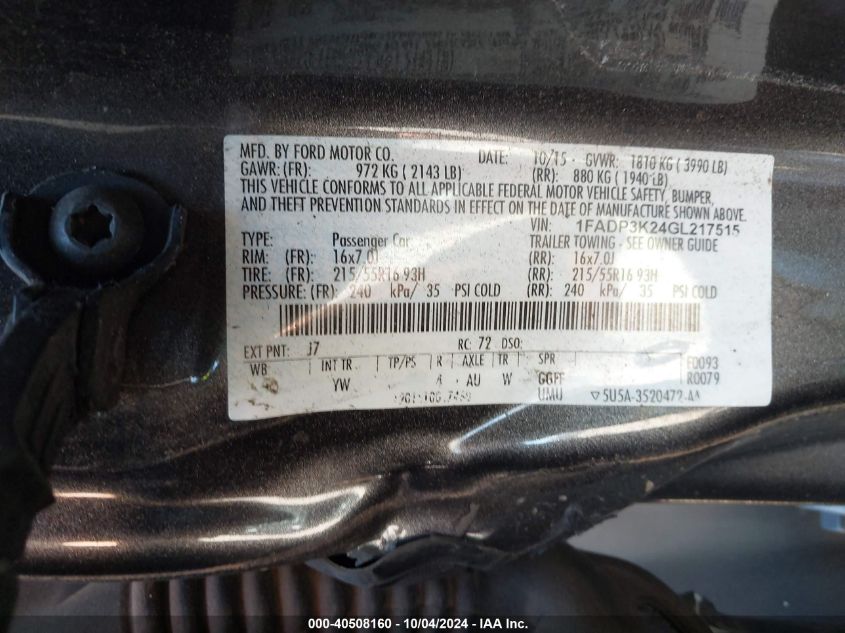 MFD. BY FORD MOTOR CO. DATE: 10/15 GVWR: 1810 KG ( 3990 LB)
GAWR: (FR): 972 KG ( 2143 LB) (RR): 880 KG ( 1940 LB)
THIS VEHICLE CONFORMS TO ALL APPLICABLE FEDERAL MOTOR VEHICLE SAFETY, BUMPER,
AND THEFT PREVENTION STANDARDS IN EFFECT ON THE DATE OF MANUFACTURE SHOWN ABOVE.
VIN: 1FADP3K24GL217515
TYPE: Passenger Car TRAILER TOWING - SEE OWNER GUIDE
RIM: (FR): 16x7.0J (RR): 16x7.0J
TIRE: (FR): 215/55R16 93H (RR): 215/55R16 93H
PRESSURE: (FR): 240 kPa/ 35 PSI COLD (RR): 240 kPa/ 35 PSI COLD
EXT PNT: J7 RC: 72 DSO:
WB INT TR TP/PS R AXLE TR SPR F0093
YW 4 AU W GGFF R0079
UMU 5U5A-3520472-AA
000-40508160 - 10/04/2024 - IAA Inc.